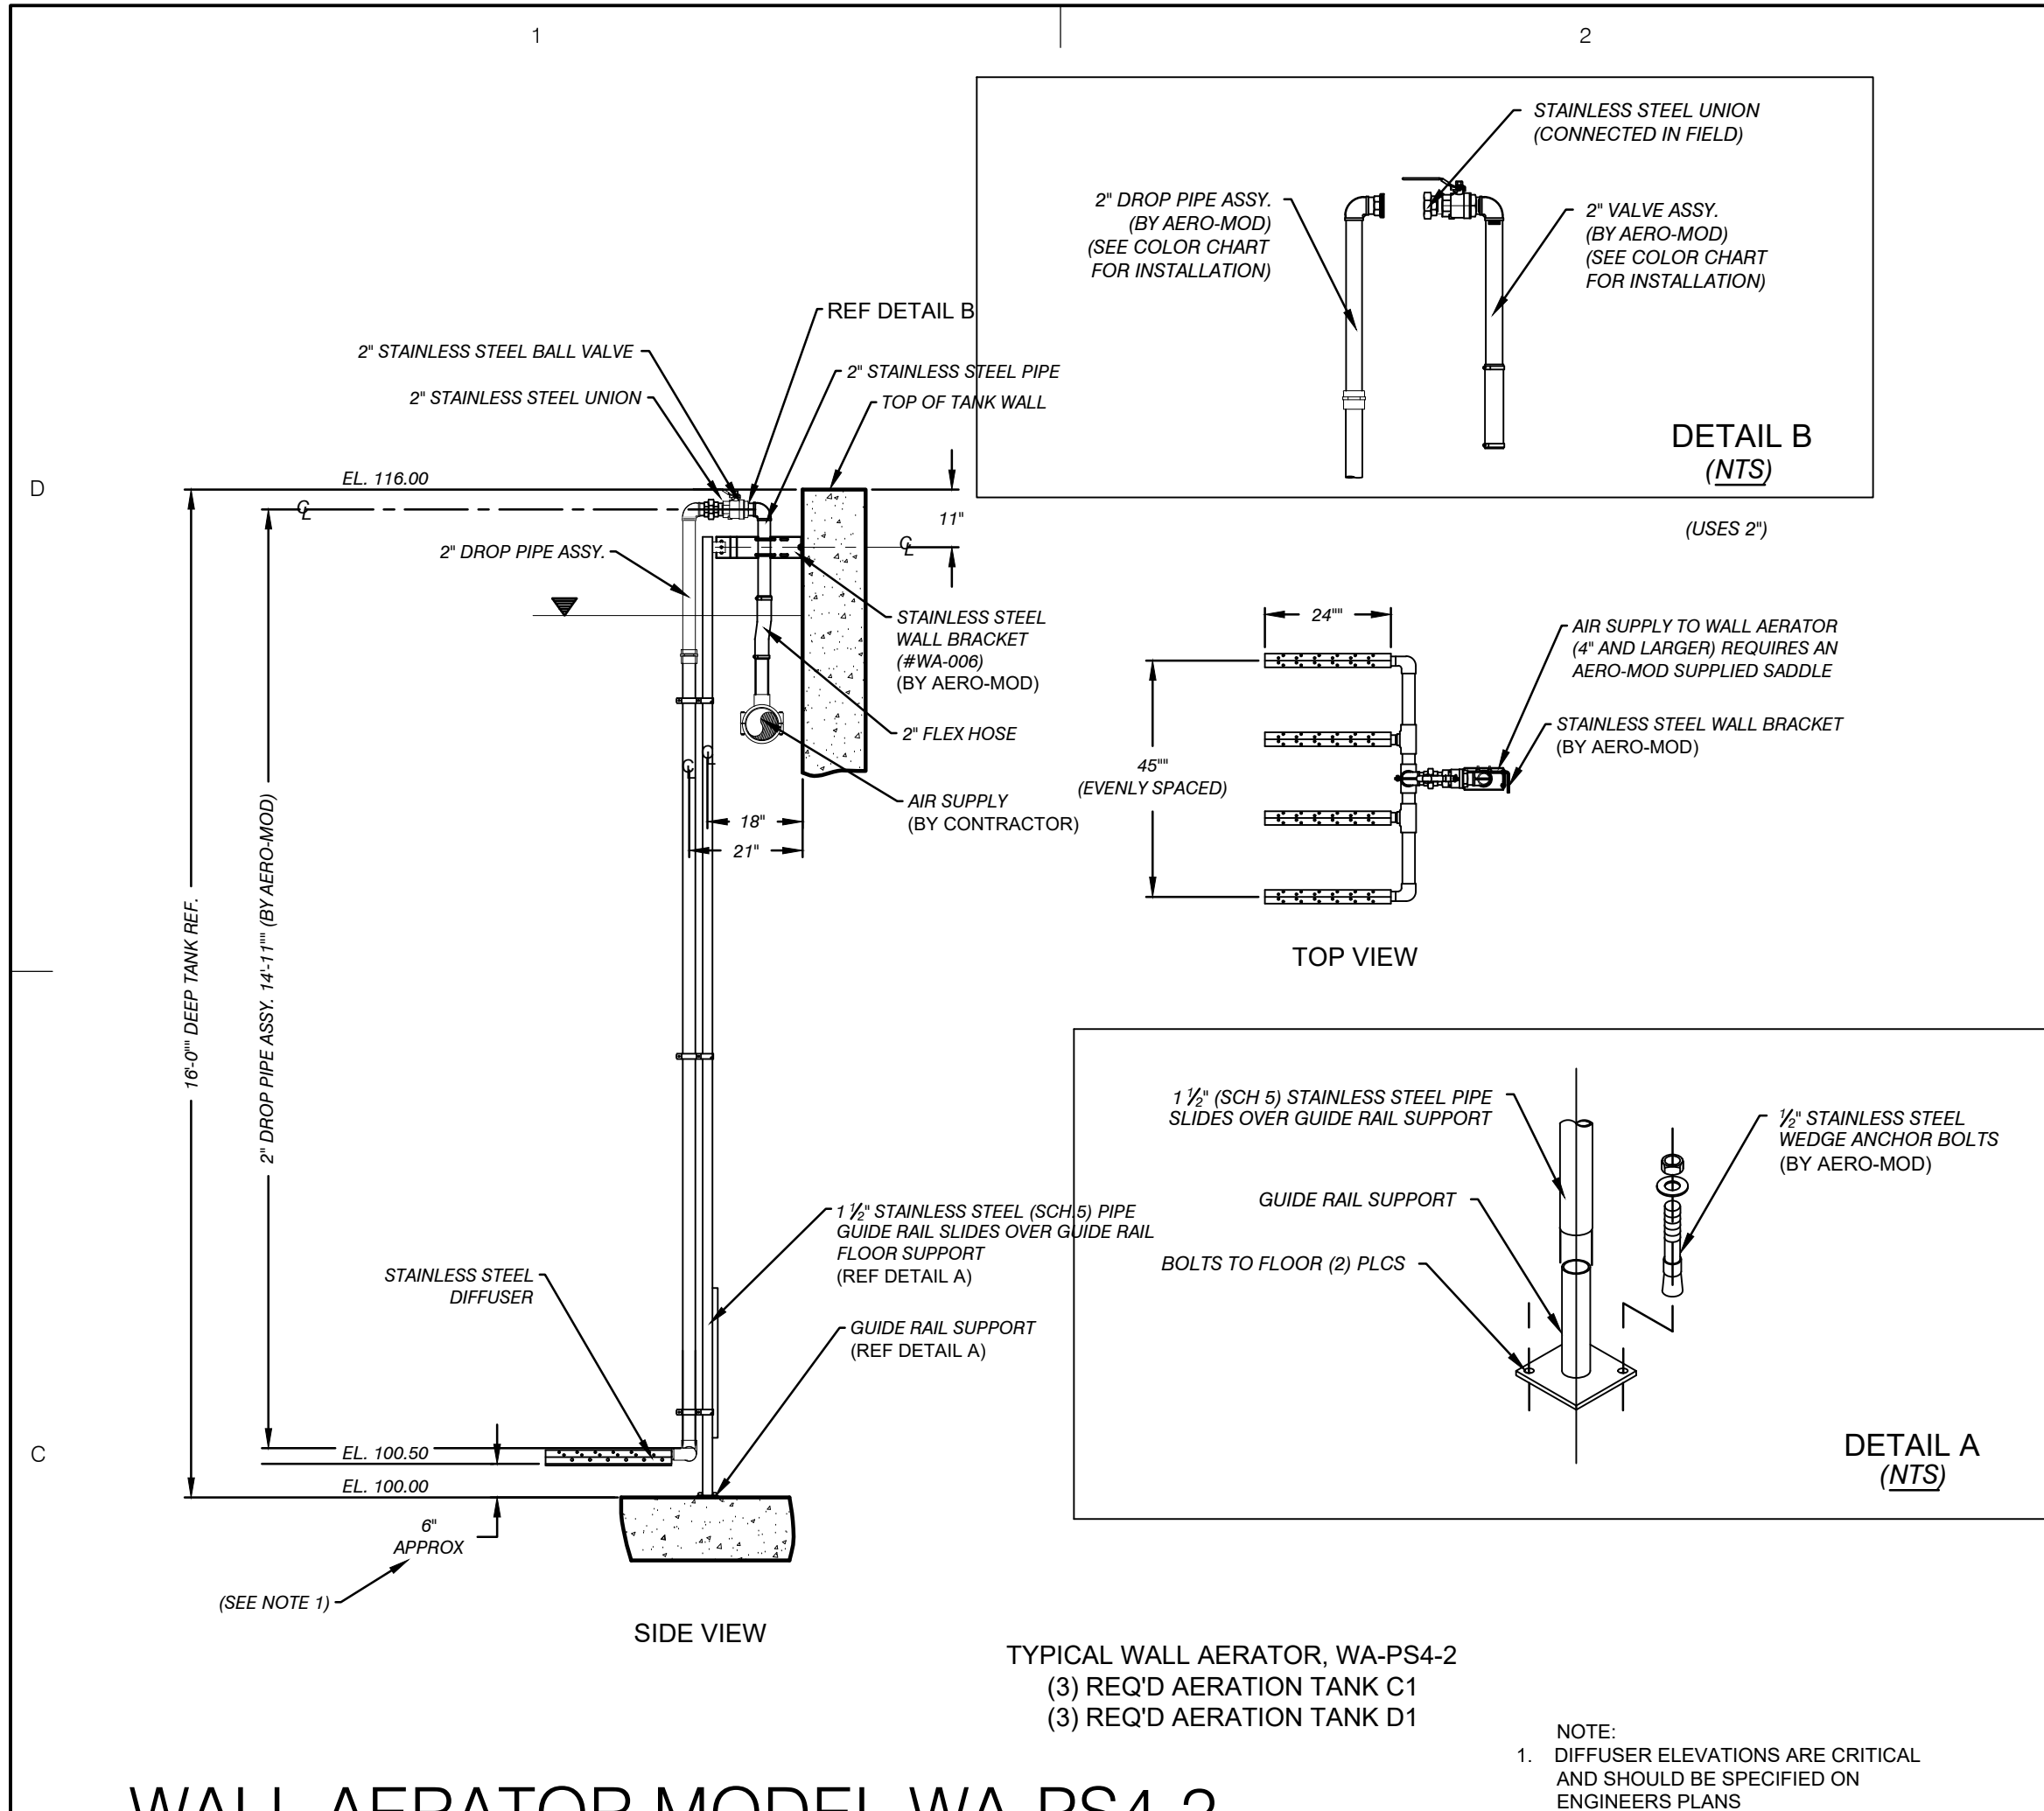 1
2
STAINLESS STEEL UNION
(CONNECTED IN FIELD)
2" DROP PIPE ASSY.
(BY AERO-MOD)
(SEE COLOR CHART
FOR INSTALLATION)
2" VALVE ASSY.
(BY AERO-MOD)
(SEE COLOR CHART
FOR INSTALLATION)
DETAIL B
(NTS)
(USES 2")
REF DETAIL B
2" STAINLESS STEEL BALL VALVE
2" STAINLESS STEEL PIPE
2" STAINLESS STEEL UNION
TOP OF TANK WALL
D
EL. 116.00
℄
11"
℄
2" DROP PIPE ASSY.
STAINLESS STEEL
WALL BRACKET
(#WA-006)
(BY AERO-MOD)
2" FLEX HOSE
℄
℄
AIR SUPPLY
(BY CONTRACTOR)
18"
21"
16'-0"" DEEP TANK REF.
2" DROP PIPE ASSY. 14'-11"" (BY AERO-MOD)
24""
45""
(EVENLY SPACED)
AIR SUPPLY TO WALL AERATOR
(4" AND LARGER) REQUIRES AN
AERO-MOD SUPPLIED SADDLE
STAINLESS STEEL WALL BRACKET
(BY AERO-MOD)
TOP VIEW
1 ½" STAINLESS STEEL (SCH.5) PIPE
GUIDE RAIL SLIDES OVER GUIDE RAIL
FLOOR SUPPORT
(REF DETAIL A)
STAINLESS STEEL
DIFFUSER
GUIDE RAIL SUPPORT
(REF DETAIL A)
C
EL. 100.50
EL. 100.00
6"
APPROX
(SEE NOTE 1)
SIDE VIEW
1 ½" (SCH 5) STAINLESS STEEL PIPE
SLIDES OVER GUIDE RAIL SUPPORT
½" STAINLESS STEEL
WEDGE ANCHOR BOLTS
(BY AERO-MOD)
GUIDE RAIL SUPPORT
BOLTS TO FLOOR (2) PLCS
DETAIL A
(NTS)
TYPICAL WALL AERATOR, WA-PS4-2
(3) REQ'D AERATION TANK C1
(3) REQ'D AERATION TANK D1
NOTE:
1. DIFFUSER ELEVATIONS ARE CRITICAL
AND SHOULD BE SPECIFIED ON
ENGINEERS PLANS
WALL AERATOR MODEL WA-PS4-2